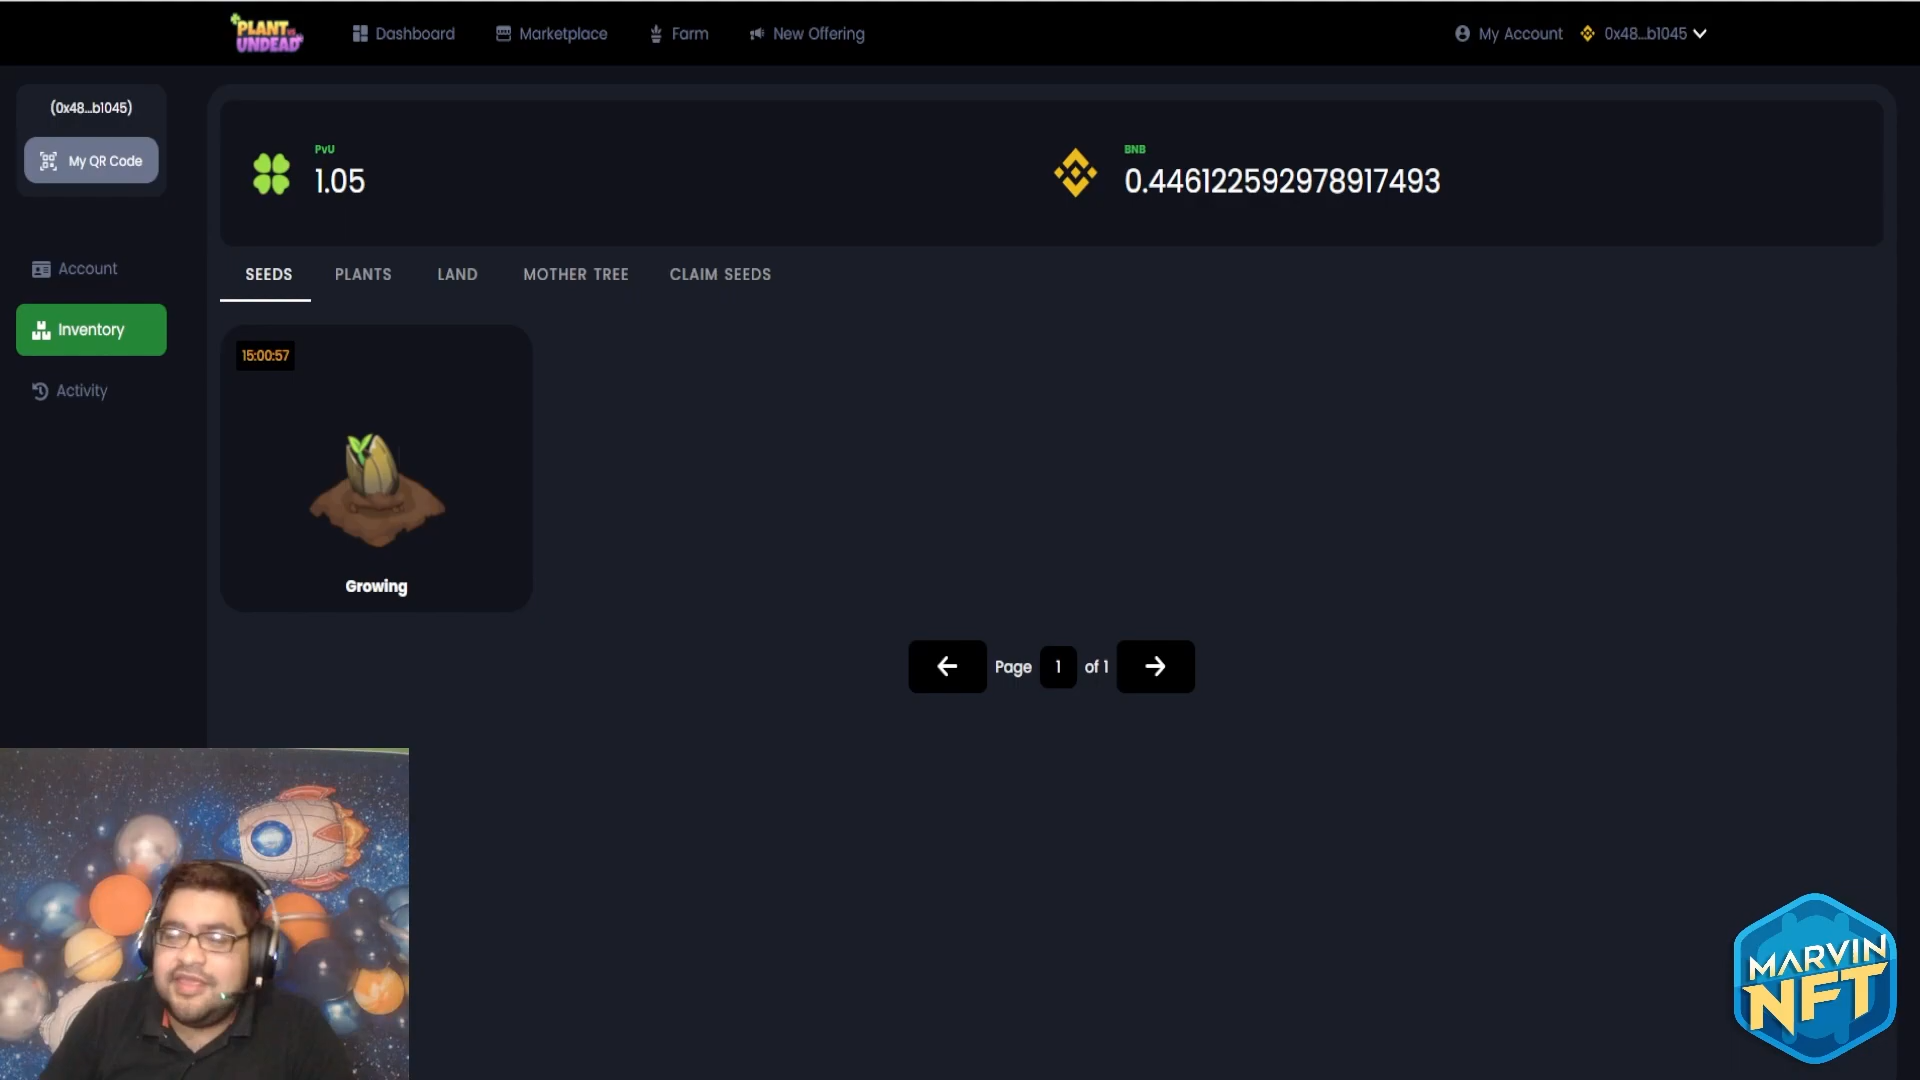 PLANT VS
UNDEAD
Dashboard
Marketplace
Farm
New Offering
My Account
0x48...b1045
(0x48...b1045)
My QR Code
Account
Inventory
Activity
PVU
1.05
BNB
0.446122592978917493
SEEDS
PLANTS
LAND
MOTHER TREE
CLAIM SEEDS
15:00:57
Growing
Page 1 of 1
MARVIN
NFT